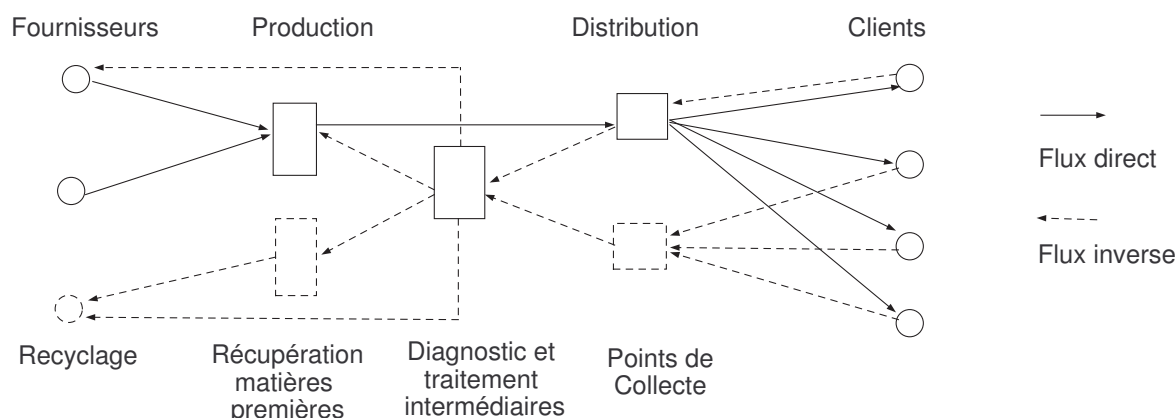 Fournisseurs
Production
Distribution
Clients
Flux direct
Flux inverse
Recyclage
Récupération
matières
premières
Diagnostic et
traitement
intermédiaires
Points de
Collecte